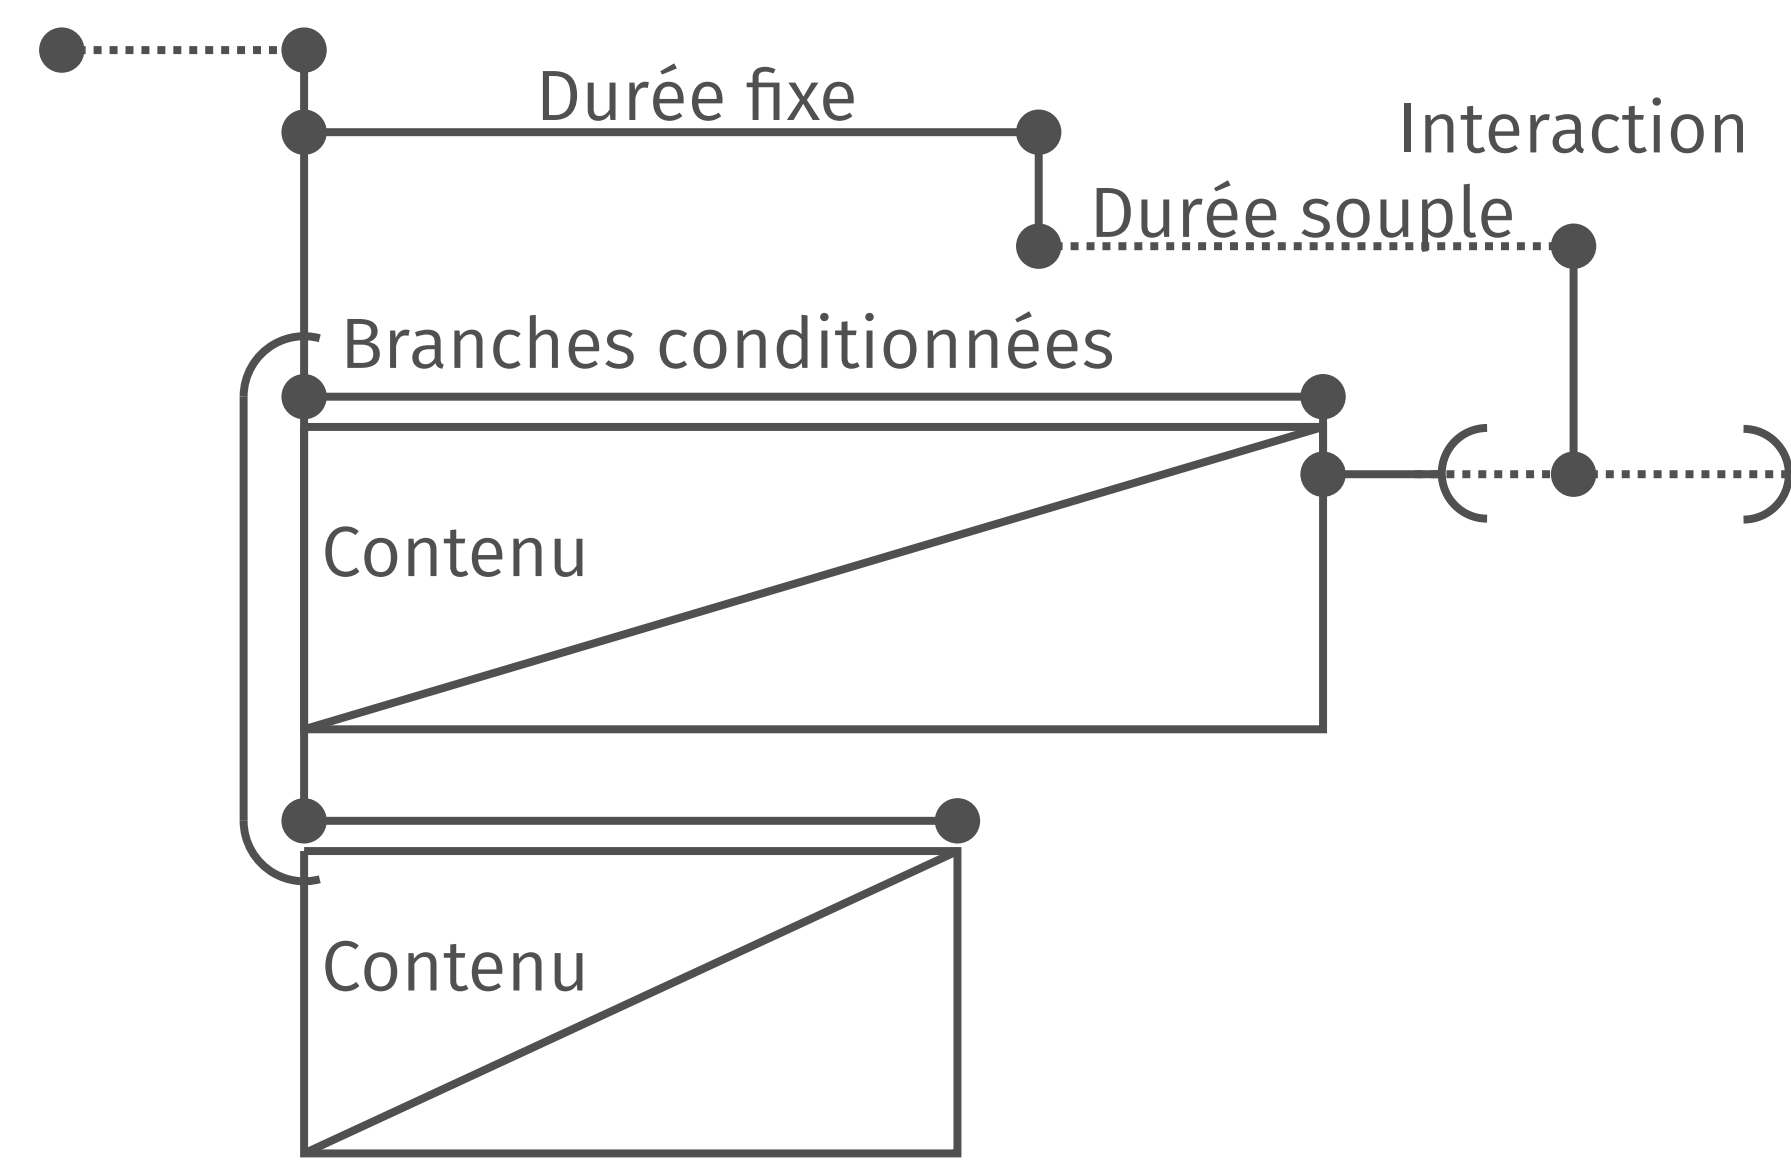 Durée fixe
Interaction
Durée souple
Branches conditionnées
Contenu
Contenu